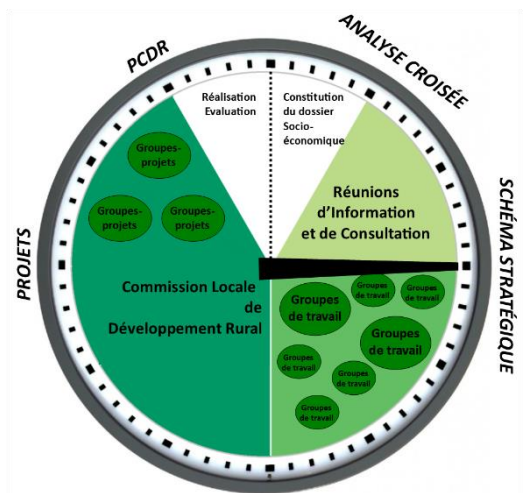 PCDR
ANALYSE CROISÉE
SCHÉMA STRATÉGIQUE
PROJETS
Réalisation
Evaluation
Constitution
du dossier
Socio-
économique
Réunions
d'Information
et de Consultation
Groupes-
projets
Groupes-
projets
Groupes-
projets
Commission Locale
de
Développement Rural
Groupes
de travail
Groupes
de travail
Groupes
de travail
Groupes
de travail
Groupes
de travail
Groupes
de travail
Groupes
de travail